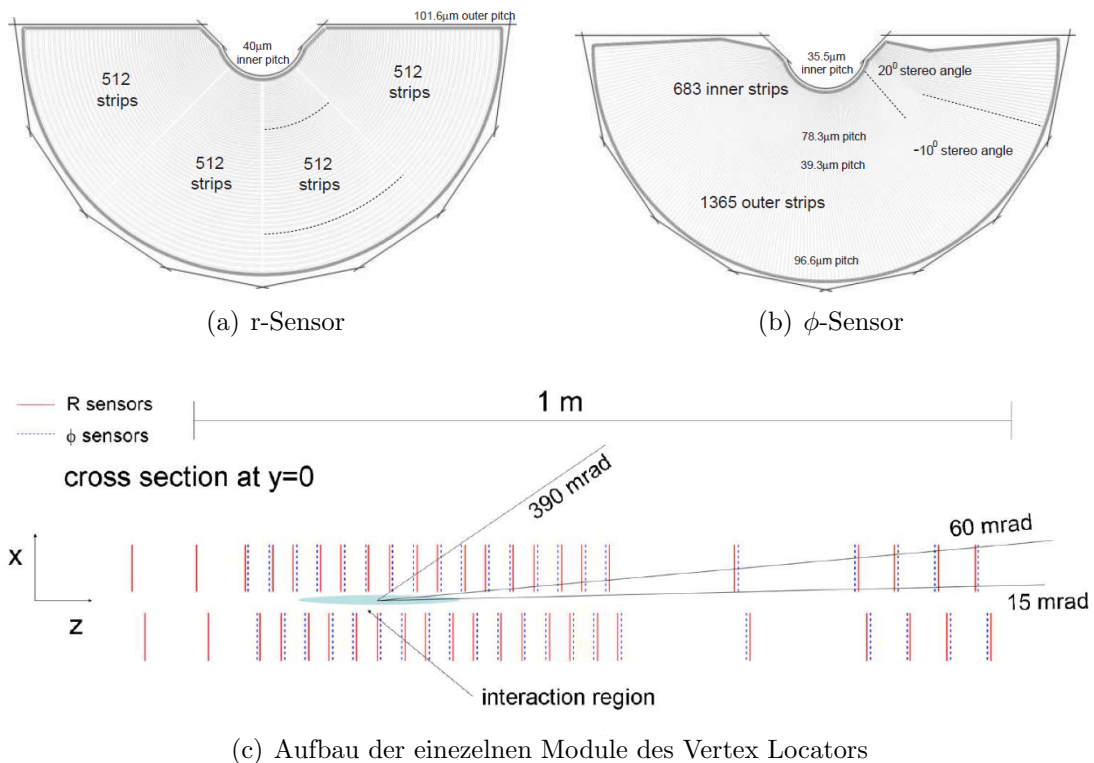 101.6μm outer pitch
40μm
inner pitch
512
strips
512
strips
512
strips
512
strips
(a) r-Sensor
35.5μm
inner pitch
20⁰ stereo angle
683 inner strips
78.3μm pitch
-10⁰ stereo angle
39.3μm pitch
1365 outer strips
96.6μm pitch
(b) ϕ-Sensor
R sensors
ϕ sensors
1 m
cross section at y=0
390 mrad
60 mrad
15 mrad
X
Z
interaction region
(c) Aufbau der einezelnen Module des Vertex Locators